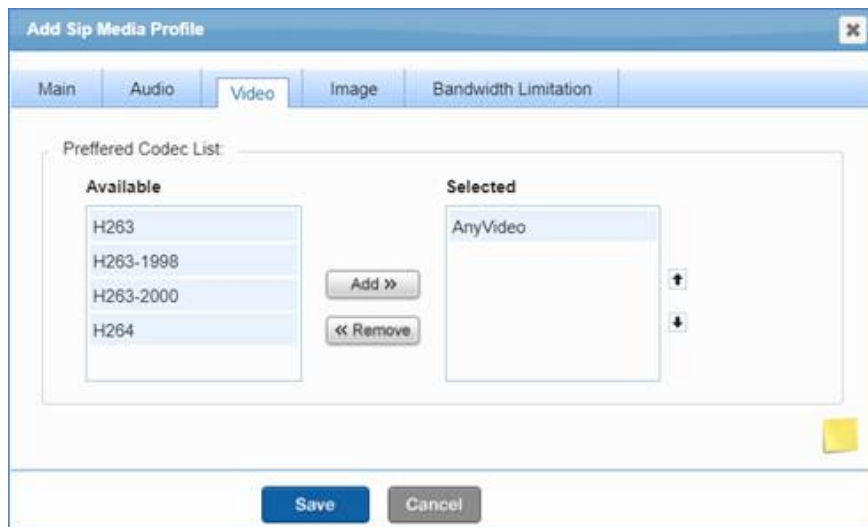 Add Sip Media Profile
Main Audio Video Image Bandwidth Limitation
Preffered Codec List:
Available
H263
H263-1998
H263-2000
H264
Add »
« Remove
Selected
AnyVideo
Save Cancel